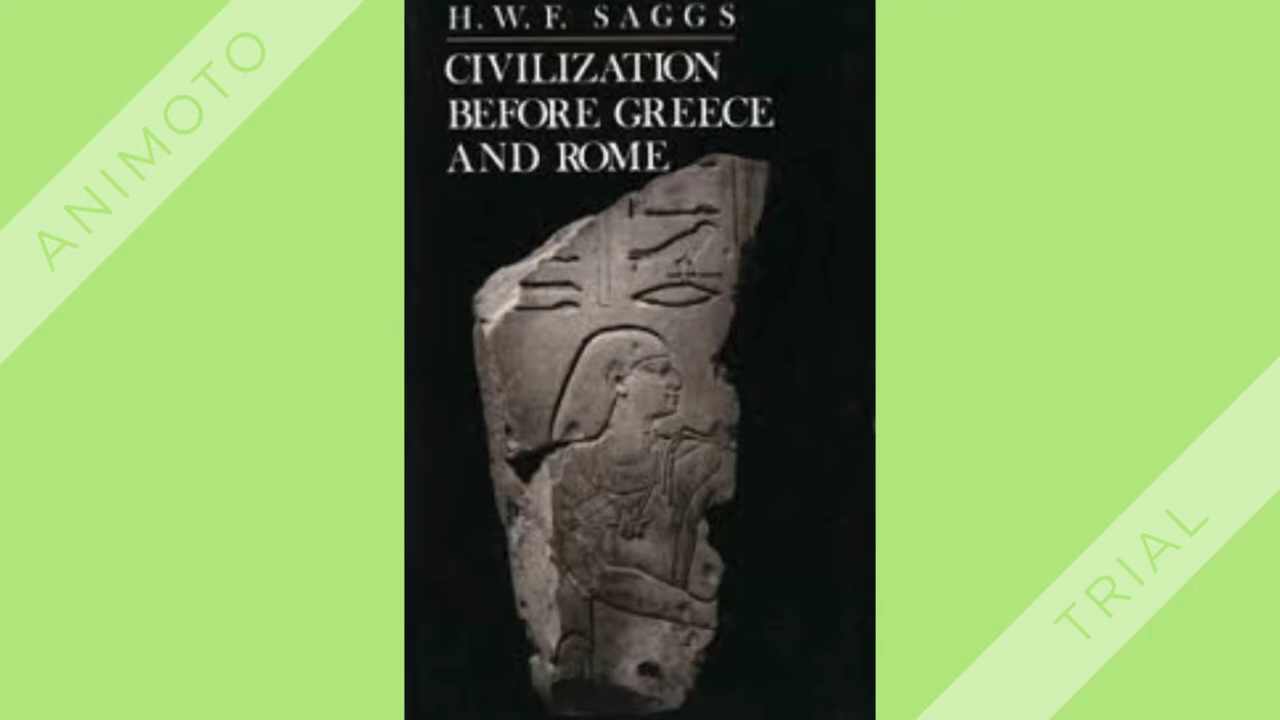 H. W. F. SAGGS
CIVILIZATION
BEFORE GREECE
AND ROME
ANIMOTO
TRIAL